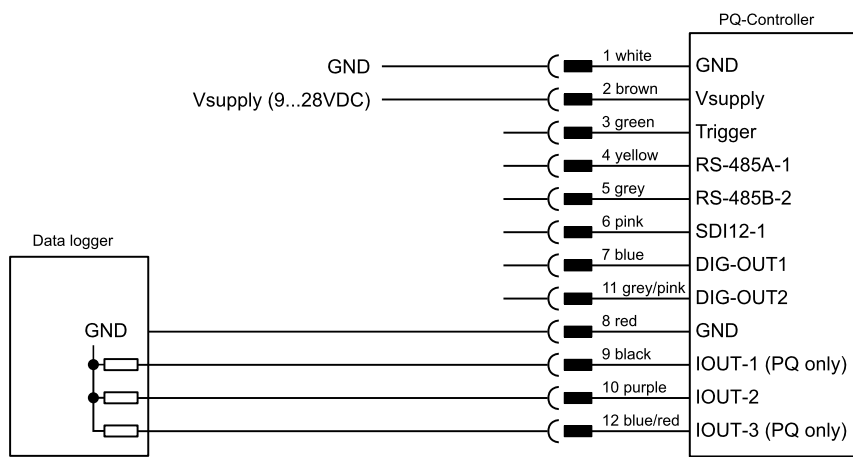 PQ-Controller
GND 1 white GND
Vsupply (9...28VDC) 2 brown Vsupply
3 green Trigger
4 yellow RS-485A-1
5 grey RS-485B-2
6 pink SDI12-1
Data logger
7 blue DIG-OUT1
11 grey/pink DIG-OUT2
GND 8 red GND
9 black IOUT-1 (PQ only)
10 purple IOUT-2
12 blue/red IOUT-3 (PQ only)